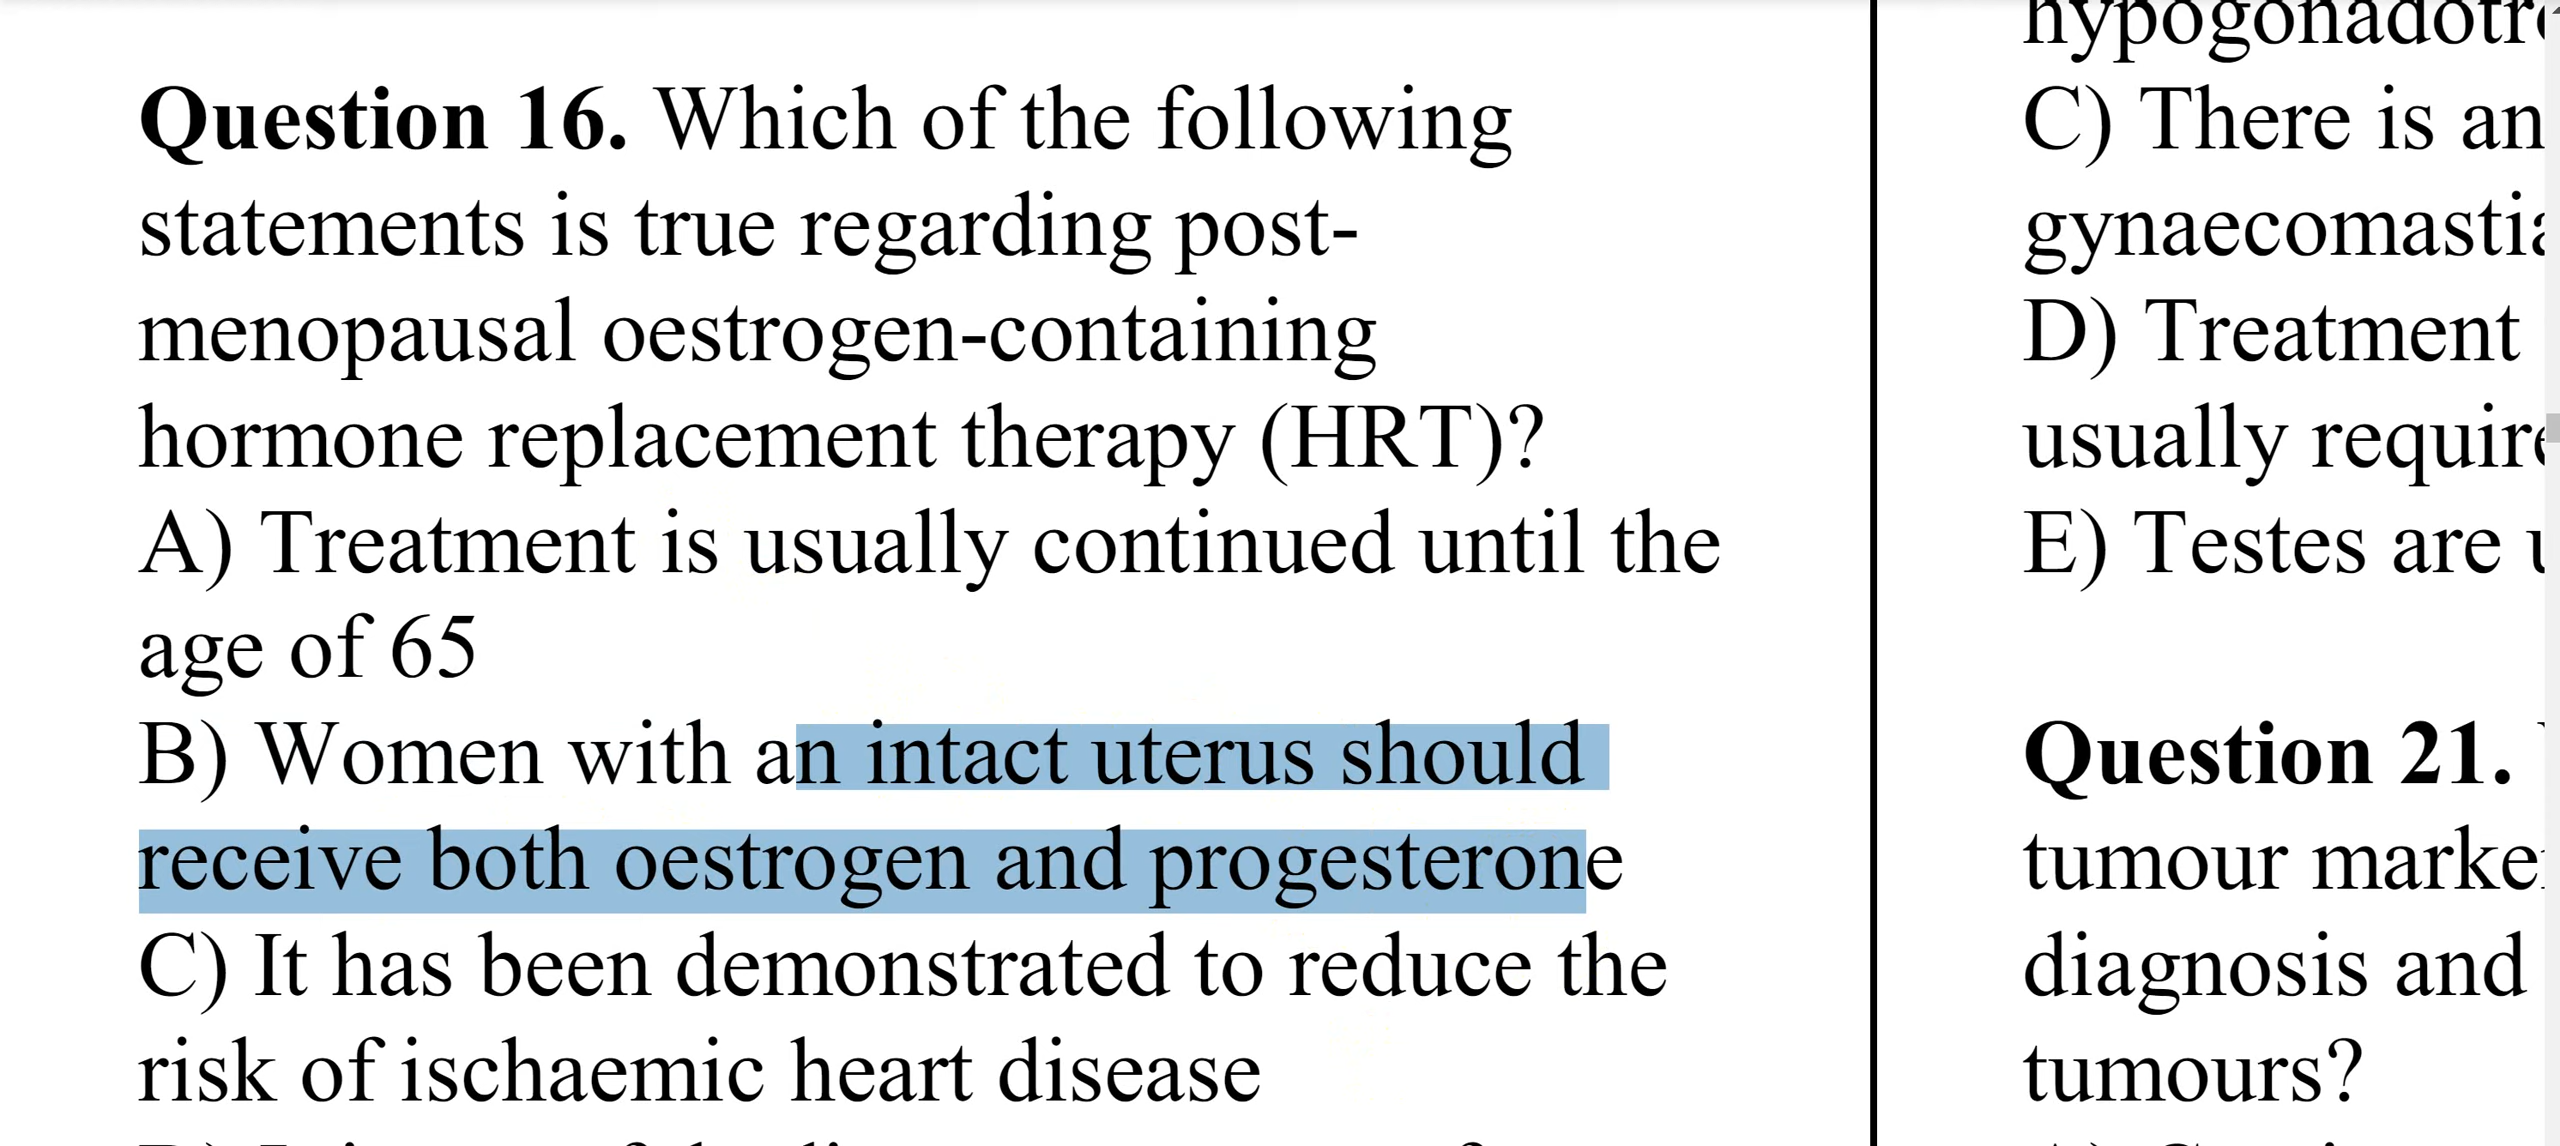 Question 16. Which of the following
statements is true regarding post-
menopausal oestrogen-containing
hormone replacement therapy (HRT)?
A) Treatment is usually continued until the
age of 65
B) Women with an intact uterus should
receive both oestrogen and progesterone
C) It has been demonstrated to reduce the
risk of ischaemic heart disease
C) There is an
D) Treatment
usually
E) Testes are
Question 21.
tumour
diagnosis and
tumours?